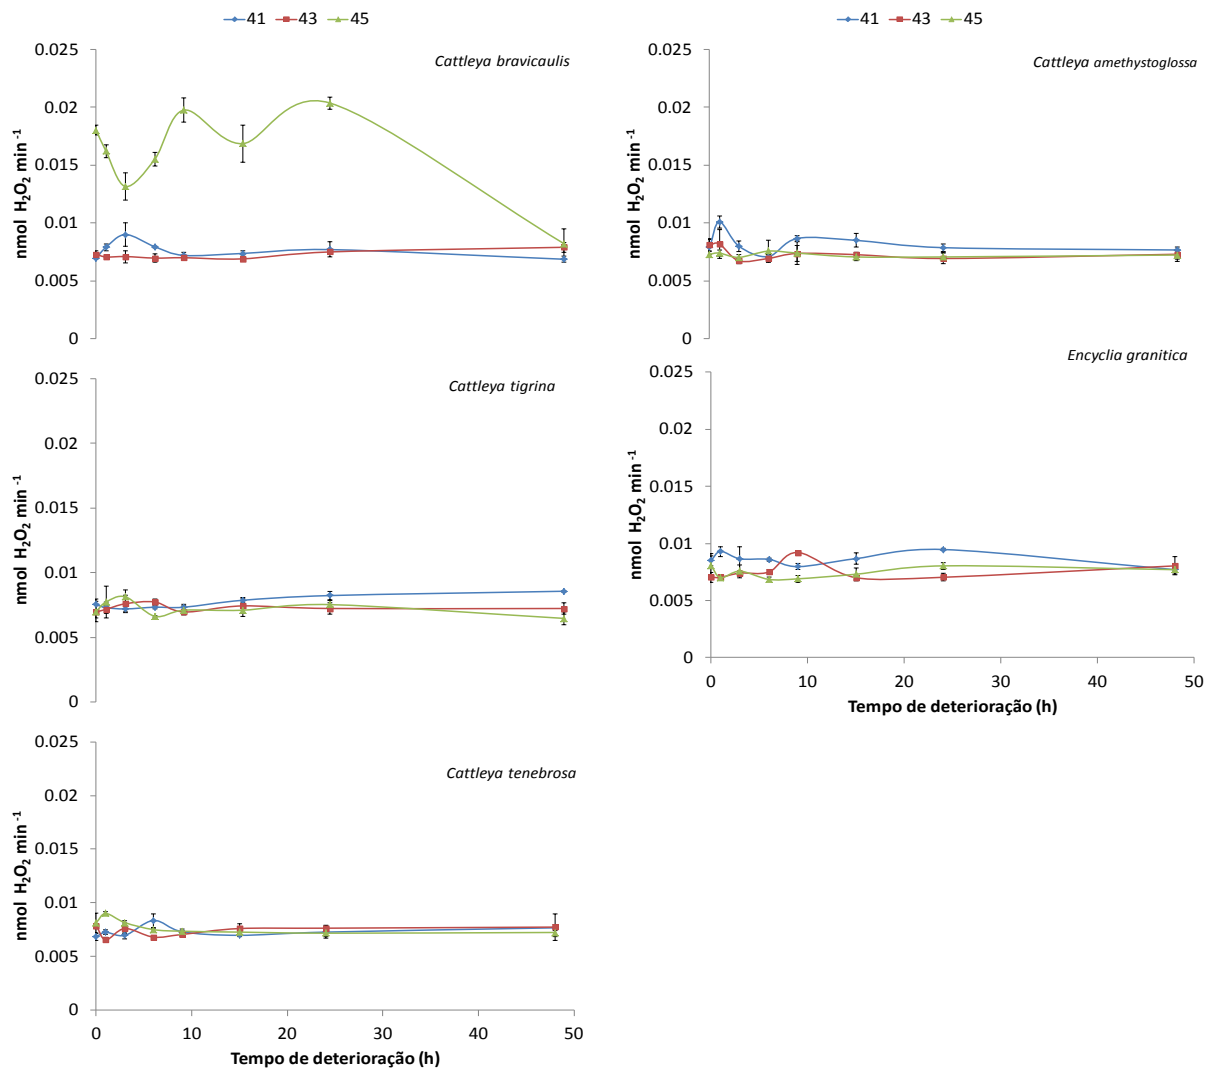 41 43 45
0.025
0.02
0.015
0.01
0.005
0
nmol H₂O₂ min⁻¹
Cattleya bravicaulis
41 43 45
0.025
0.02
0.015
0.01
0.005
0
nmol H₂O₂ min⁻¹
Cattleya amethystoglossa
0.025
0.02
0.015
0.01
0.005
0
nmol H₂O₂ min⁻¹
Cattleya tigrina
0.025
0.02
0.015
0.01
0.005
0
nmol H₂O₂ min⁻¹
Encyclia granitica
0 10 20 30 40 50
Tempo de deterioração (h)
0.025
0.02
0.015
0.01
0.005
0
nmol H₂O₂ min⁻¹
Cattleya tenebrosa
0 10 20 30 40 50
Tempo de deterioração (h)